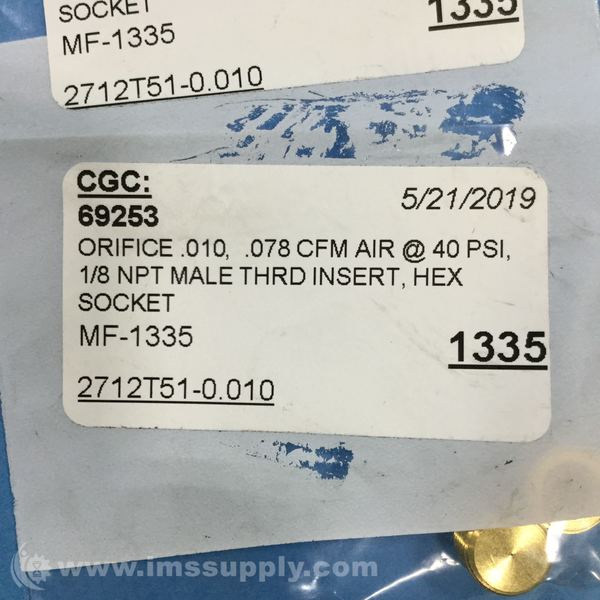 SOCKET
1335
MF-1335
2712T51-0.010
CGC:
5/21/2019
69253
ORIFICE .010, .078 CFM AIR @ 40 PSI,
1/8 NPT MALE THRD INSERT, HEX
SOCKET
MF-1335
1335
2712T51-0.010
www.imssupply.com